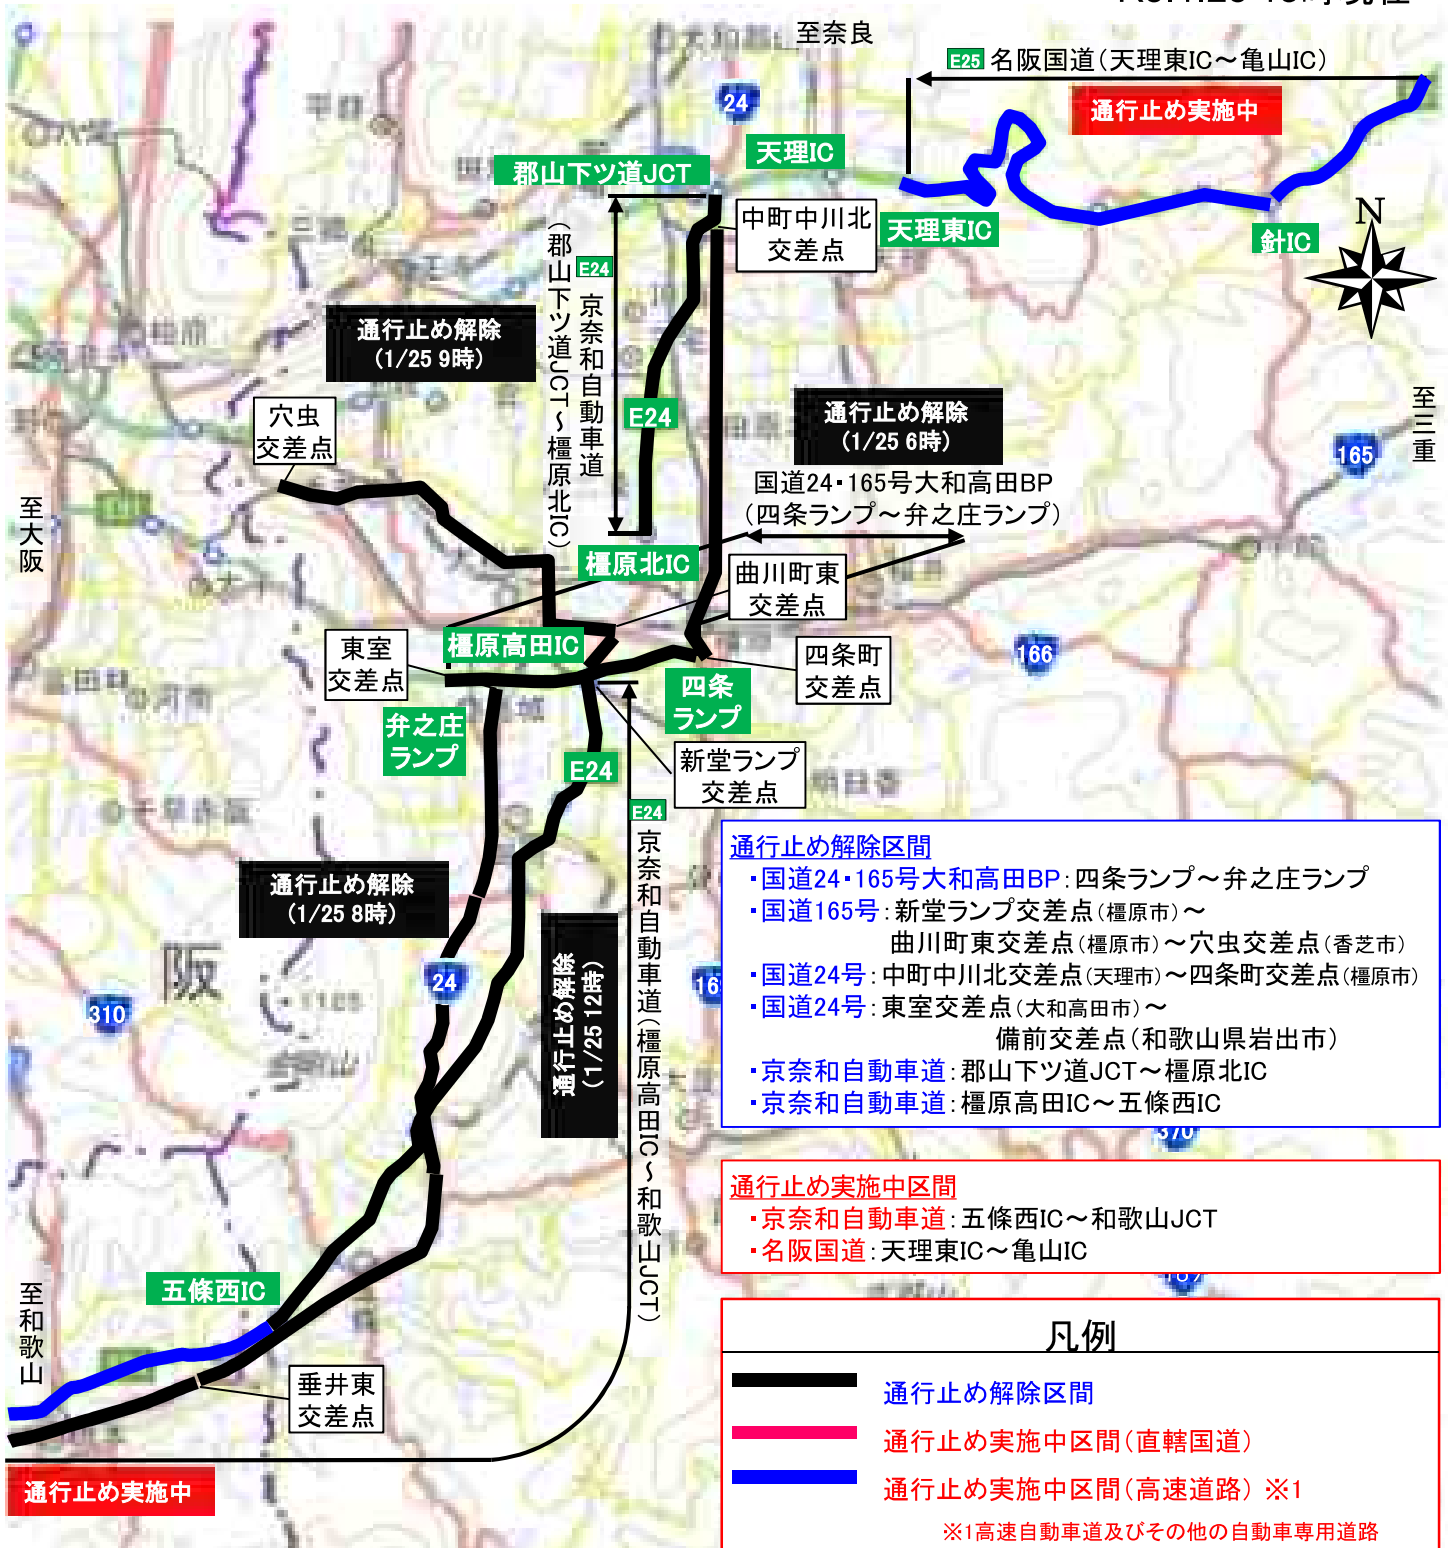 至奈良
E25 名阪国道(天理東IC～亀山IC)
通行止め実施中
24
天理IC
郡山下ツ道JCT
中町中川北
交差点
天理東IC
針IC
N
(郡山下ツ道JCT～橿原北IC)
E24
京奈和自動車道
通行止め解除
(1/25 9時)
E24
通行止め解除
(1/25 6時)
至三重
165
穴虫
交差点
国道24・165号大和高田BP
(四条ランプ～弁之庄ランプ)
至大阪
橿原北IC
曲川町東
交差点
橿原高田IC
東室
交差点
166
四条町
交差点
四条
ランプ
弁之庄
ランプ
E24
新堂ランプ
交差点
明日香
E24
京奈和自動車道(橿原高田IC～和歌山JCT)
通行止め解除
(1/25 8時)
通行止め解除
(1/25 12時)
阪
24
310
通行止め解除区間
・国道24・165号大和高田BP:四条ランプ～弁之庄ランプ
・国道165号:新堂ランプ交差点(橿原市)～
曲川町東交差点(橿原市)～穴虫交差点(香芝市)
・国道24号:中町中川北交差点(天理市)～四条町交差点(橿原市)
・国道24号:東室交差点(大和高田市)～
備前交差点(和歌山県岩出市)
・京奈和自動車道:郡山下ツ道JCT～橿原北IC
・京奈和自動車道:橿原高田IC～五條西IC
370
通行止め実施中区間
・京奈和自動車道:五條西IC～和歌山JCT
・名阪国道:天理東IC～亀山IC
五條西IC
至和歌山
垂井東
交差点
通行止め実施中
凡例
通行止め解除区間
通行止め実施中区間(直轄国道)
通行止め実施中区間(高速道路)※1
※1高速自動車道及びその他の自動車専用道路